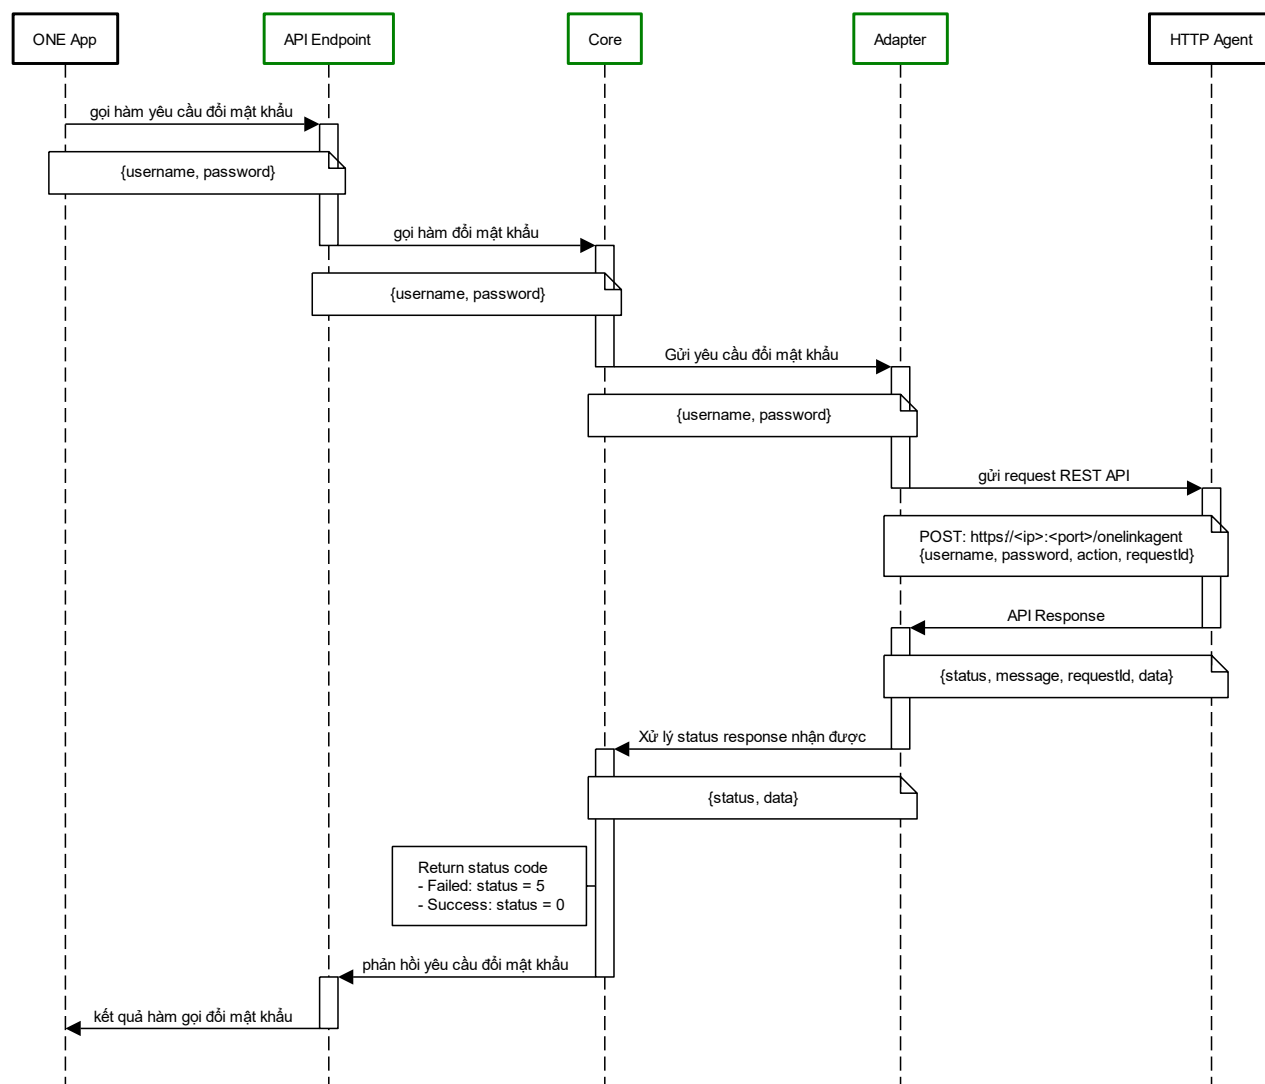 ONE App
API Endpoint
Core
Adapter
HTTP Agent
gọi hàm yêu cầu đổi mật khẩu
{username, password}
gọi hàm đổi mật khẩu
{username, password}
Gửi yêu cầu đổi mật khẩu
{username, password}
gửi request REST API
POST: https://<ip>:<port>/onelinkagent
{username, password, action, requestId}
API Response
{status, message, requestId, data}
Xử lý status response nhận được
{status, data}
Return status code
- Failed: status = 5
- Success: status = 0
phản hồi yêu cầu đổi mật khẩu
kết quả hàm gọi đổi mật khẩu